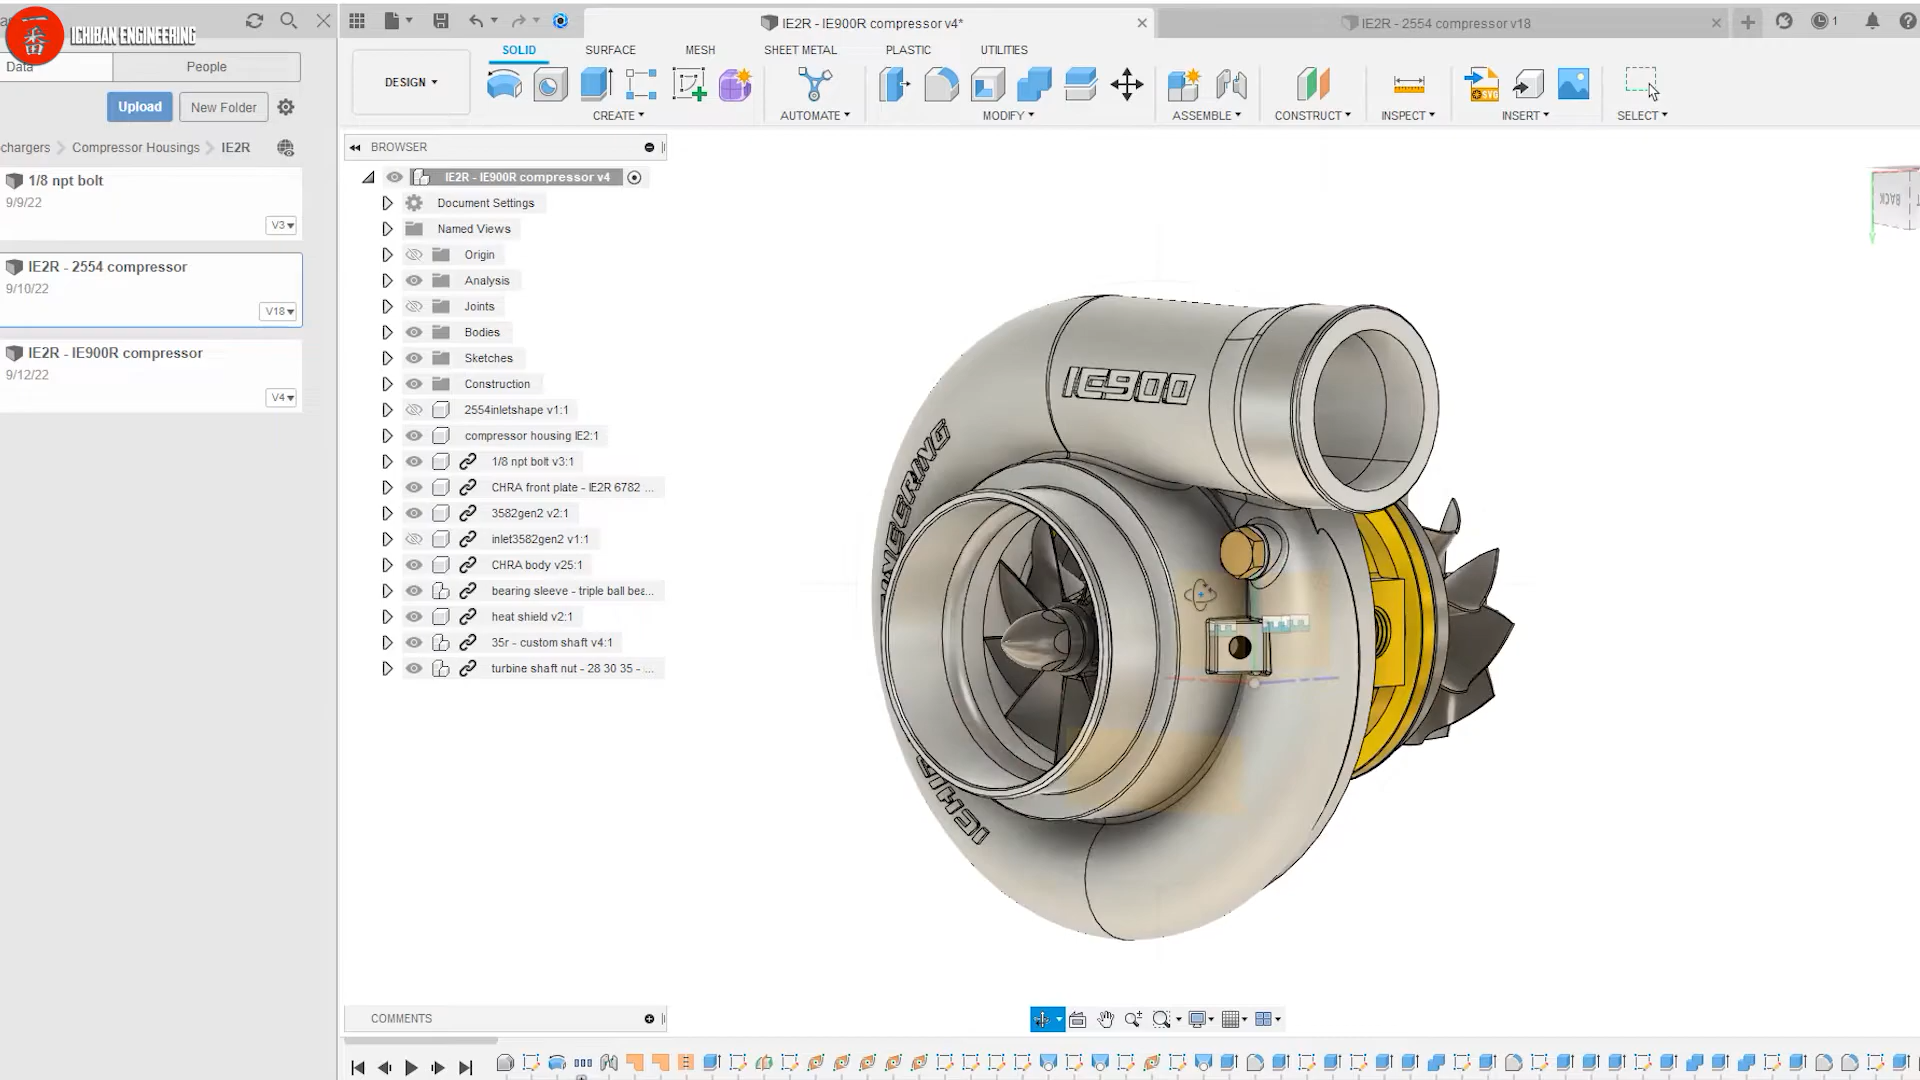 一番
ICHIBAN ENGINEERING
Data
People
Upload
New Folder
chargers
Compressor Housings
IE2R
1/8 npt bolt
9/9/22
V3
IE2R - 2554 compressor
9/10/22
V18
IE2R - IE900R compressor
9/12/22
V4
IE2R - IE900R compressor v4*
IE2R - 2554 compressor v18
1
SOLID
SURFACE
MESH
SHEET METAL
PLASTIC
UTILITIES
DESIGN
CREATE
AUTOMATE
MODIFY
ASSEMBLE
CONSTRUCT
INSPECT
SVG
INSERT
SELECT
BROWSER
IE2R - IE900R compressor v4
Document Settings
Named Views
Origin
Analysis
Joints
Bodies
Sketches
Construction
2554inletshape v1:1
compressor housing IE2:1
1/8 npt bolt v3:1
CHRA front plate - IE2R 6782 ...
3582gen2 v2:1
inlet3582gen2 v1:1
CHRA body v25:1
bearing sleeve - triple ball bea...
heat shield v2:1
35r - custom shaft v4:1
turbine shaft nut - 28 30 35 - ...
BACK
IE900
COMMENTS